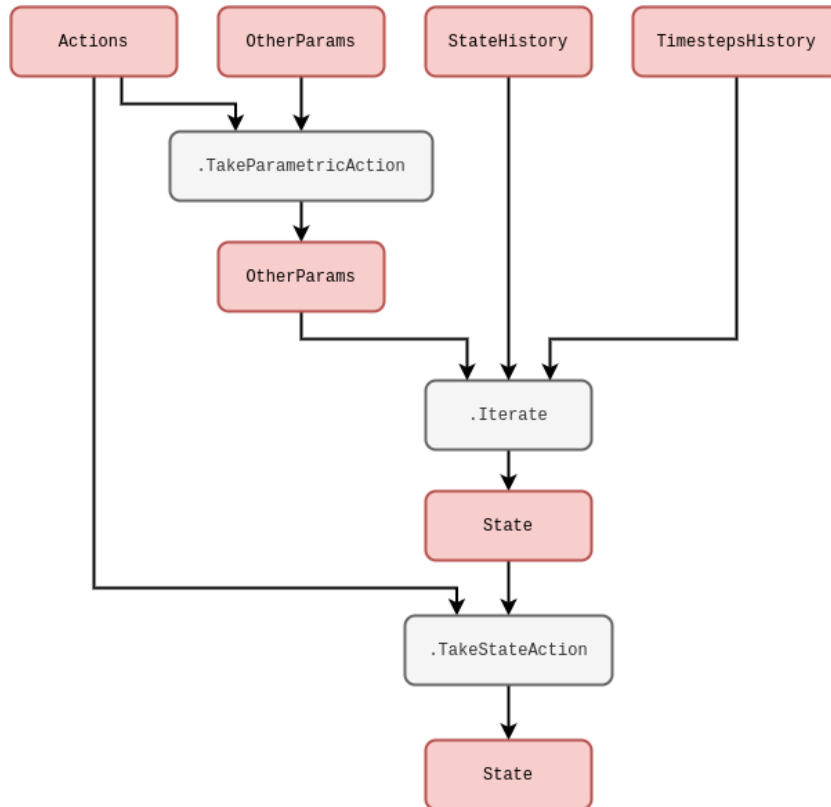 Actions
OtherParams
StateHistory
TimestepsHistory
.TakeParametricAction
OtherParams
.Iterate
State
.TakeStateAction
State